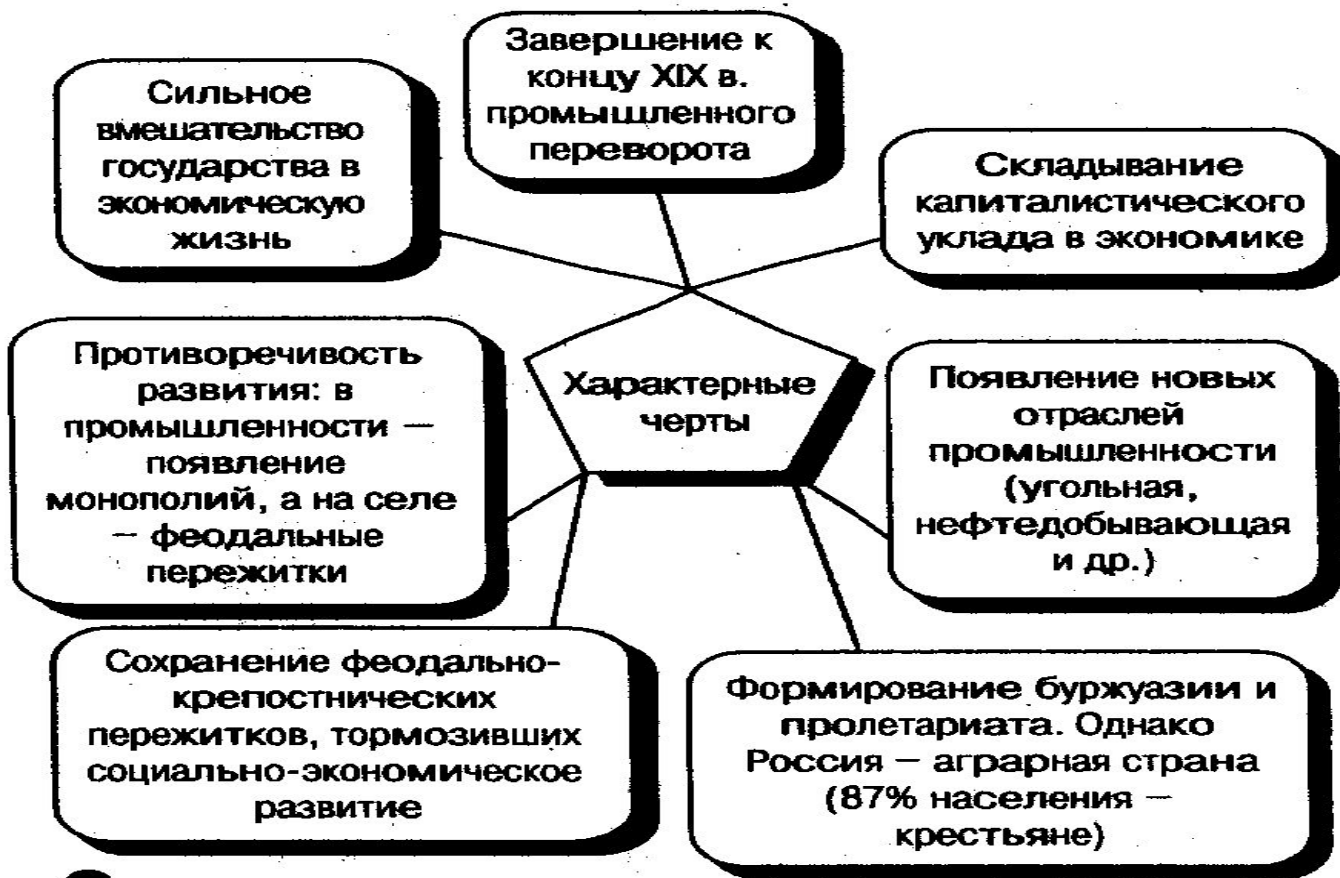 Завершение к
концу XIX в.
промышленного
переворота
Сильное
вмешательство
государства в
экономическую
жизнь
Складывание
капиталистического
уклада в экономике
Противоречивость
развития: в
промышленности —
появление
монополий, а на селе
— феодальные
пережитки
Характерные
черты
Появление новых
отраслей
промышленности
(угольная,
нефтедобывающая
и др.)
Сохранение феодально-
крепостнических
пережитков, тормозивших
социально-экономическое
развитие
Формирование буржуазии и
пролетариата. Однако
Россия — аграрная страна
(87% населения —
крестьяне)